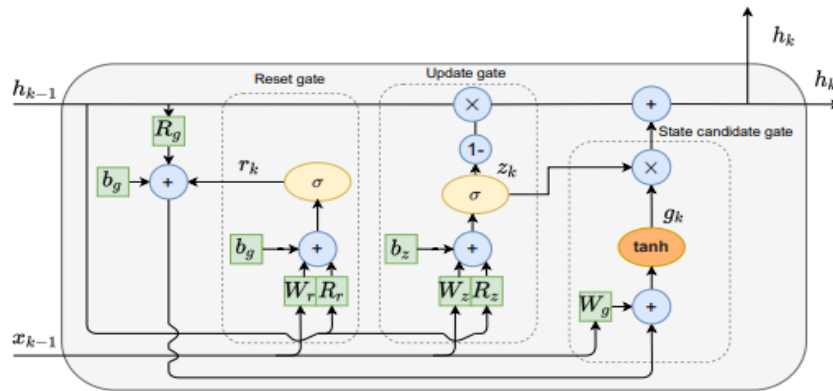 h_k
h_{k-1}
Reset gate
Update gate
h_k
×
+
R_g
1-
State candidate gate
b_g
+
r_k
σ
z_k
σ
×
g_k
b_g
+
b_z
+
tanh
W_r R_r
W_z R_z
W_g
+
x_{k-1}